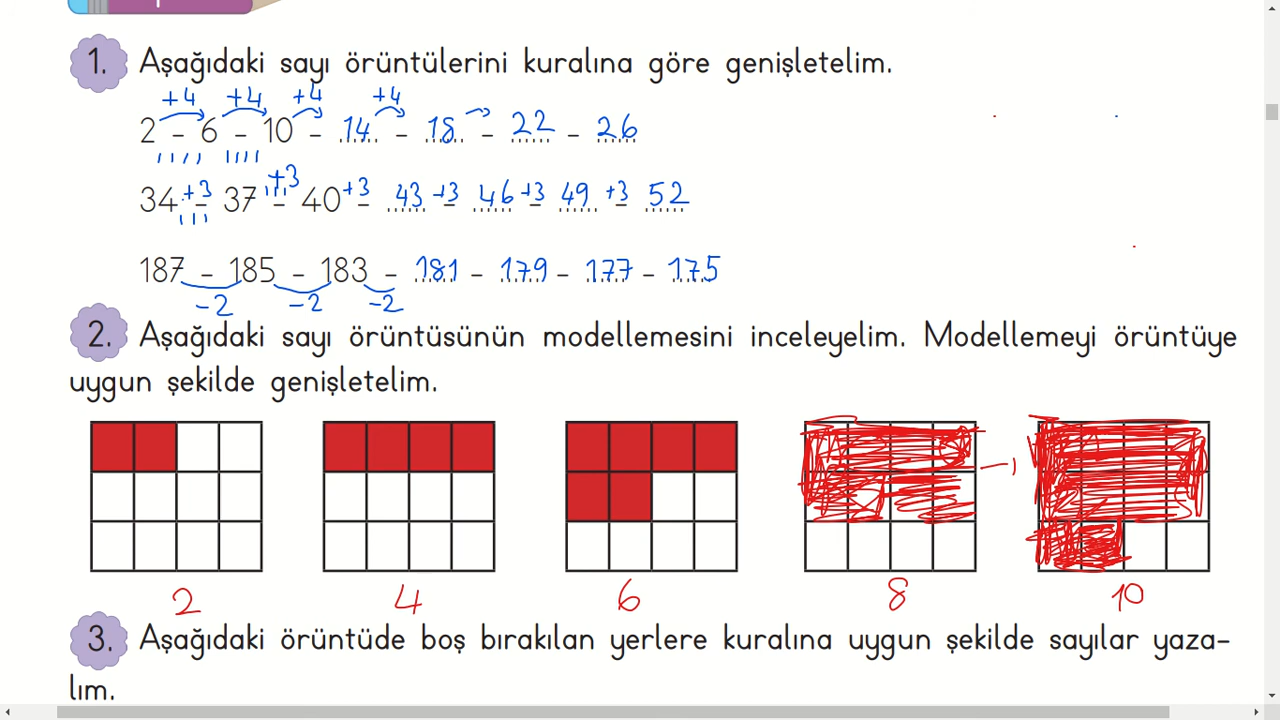 1. Aşağıdaki sayı örüntülerini kuralına göre genişletelim.
+4 +4 +4 +4
2 – 6 – 10 – 14 – 18 – 22 – 26
+3
34 +3 – 37 – 40 +3 – 43 +3 – 46 +3 – 49 +3 – 52
187 – 185 – 183 – 181 – 179 – 177 – 175
–2 –2 –2
2. Aşağıdaki sayı örüntüsünün modellemesini inceleyelim. Modellemeyi örüntüye
uygun şekilde genişletelim.
2 4 6 8 10
3. Aşağıdaki örüntüde boş bırakılan yerlere kuralına uygun şekilde sayılar yaza-
lım.